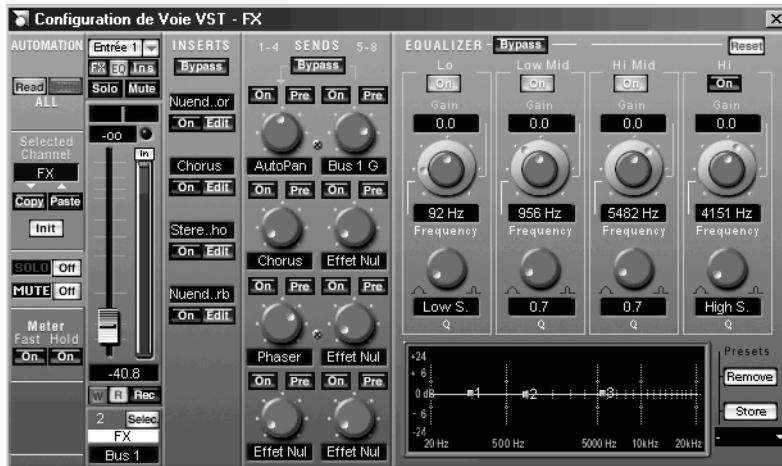 Configuration de Voie VST - FX
AUTOMATION
Read Write
ALL
Selected
Channel
FX
Copy Paste
Init
SOLO Off
MUTE Off
Meter
Fast Hold
On On
Entrée 1
FX EQ Ins
Solo Mute
-oo
In
-40.8
W R Rec
2 Selec.
FX
Bus 1
INSERTS
Bypass
Nuend..or
On Edit
Chorus
On Edit
Stere..ho
On Edit
Nuend..rb
On Edit
1-4 SENDS 5-8
Bypass
On Pre On Pre
AutoPan Bus 1 G
On Pre On Pre
Chorus Effet Nul
On Pre On Pre
Phaser Effet Nul
On Pre On Pre
Effet Nul Effet Nul
EQUALIZER Bypass Reset
Lo Low Mid Hi Mid Hi
On On On On
Gain Gain Gain Gain
0.0 0.0 0.0 0.0
92 Hz 956 Hz 5482 Hz 4151 Hz
Frequency Frequency Frequency Frequency
Low S. 0.7 0.7 High S.
Q Q Q Q
+24
+ 6
0 dB
- 6
-24
1 2 3
20 Hz 500 Hz 5000 Hz 10kHz 20kHz
Presets
Remove
Store
-